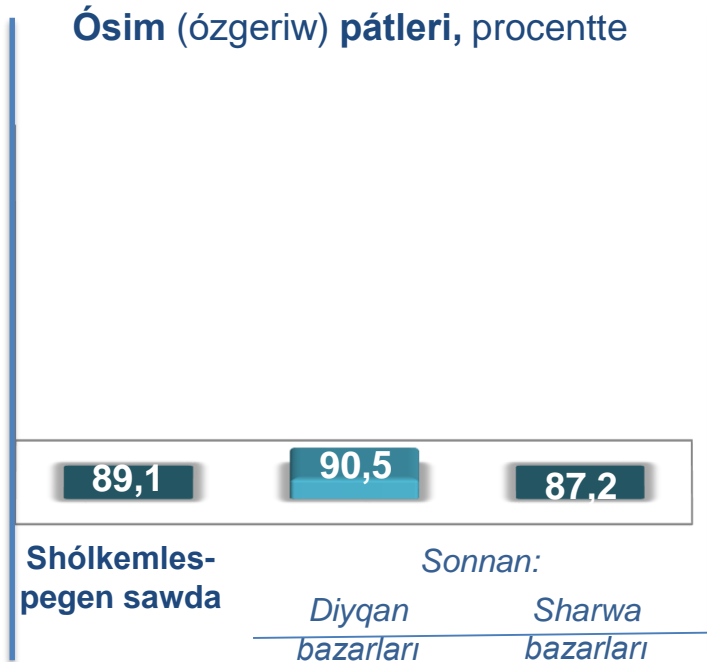 Ósim (ózgeriw) pátleri, procentte
89,1 90,5 87,2
Shólkemles-
pegen sawda
Sonnan:
Diyqan
bazarları
Sharwa
bazarları